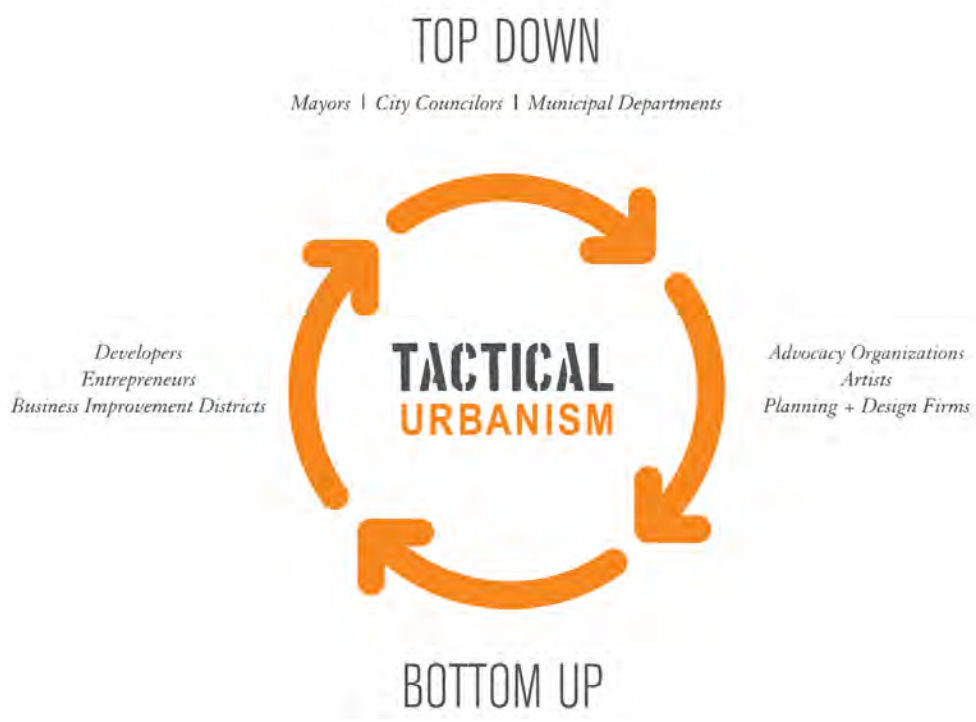 TOP DOWN
Mayors | City Councilors | Municipal Departments
Developers
Entrepreneurs
Business Improvement Districts
TACTICAL
URBANISM
Advocacy Organizations
Artists
Planning + Design Firms
BOTTOM UP